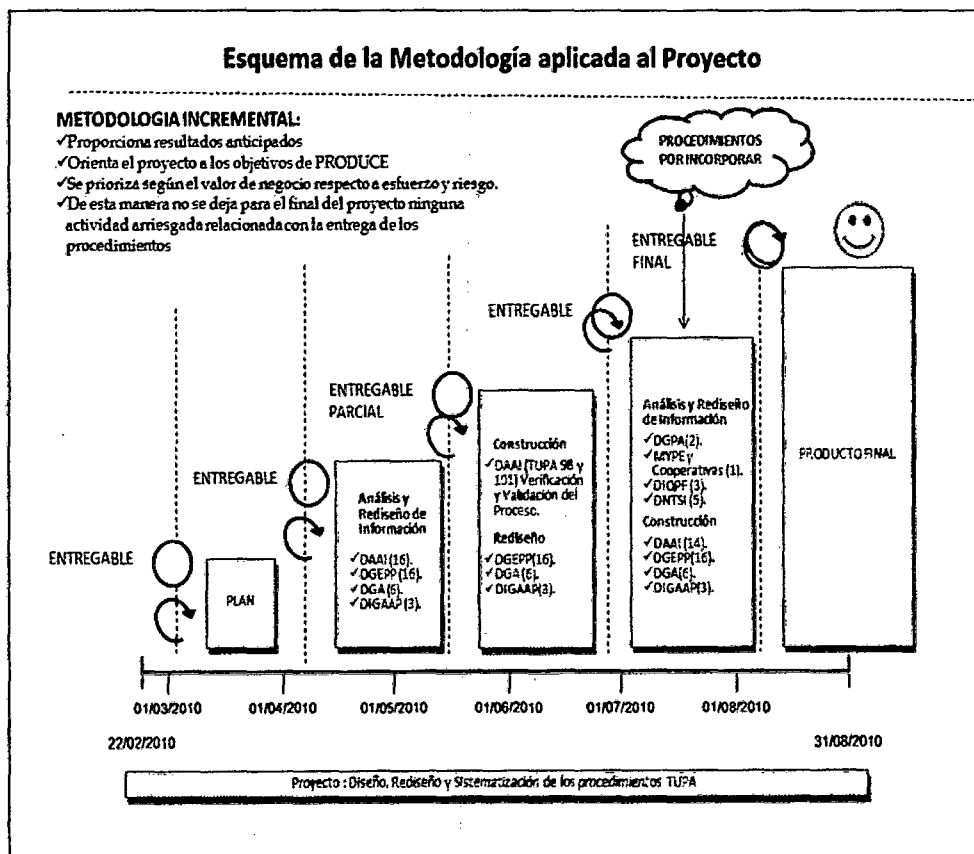 Esquema de la Metodología aplicada al Proyecto
METODOLOGIA INCREMENTAL:
✓Proporciona resultados anticipados
✓Orienta el proyecto a los objetivos de PRODUCE
✓Se prioriza según el valor de negocio respecto a esfuerzo y riesgo.
✓De esta manera no se deja para el final del proyecto ninguna
actividad arriesgada relacionada con la entrega de los
procedimientos
PROCEDIMIENTOS
POR INCORPORAR
ENTREGABLE
FINAL
ENTREGABLE
ENTREGABLE
PARCIAL
ENTREGABLE
ENTREGABLE
PLAN
Análisis y
Rediseño de
Información
✓DAAI (16).
✓DGEPP (16).
✓DGA (6).
✓DIGAAP (3).
Construcción
✓DAAI (TUPA 98 y
101) Verificación
y Validación del
Proceso.
Rediseño
✓DGEPP(16).
✓DGA (6).
✓DIGAAP(3).
Análisis y Rediseño
de Información
✓DGPA(2).
✓MYPE y
Cooperativas (1).
✓DIQPF (3).
✓DNTSI (5).
Construcción
✓DAAI (14).
✓DGEPP(16).
✓DGA(6).
✓DIGAAP(3).
PRODUCTO FINAL
01/03/2010 01/04/2010 01/05/2010 01/06/2010 01/07/2010 01/08/2010
22/02/2010 31/08/2010
Proyecto : Diseño, Rediseño y Sistematización de los procedimientos TUPA